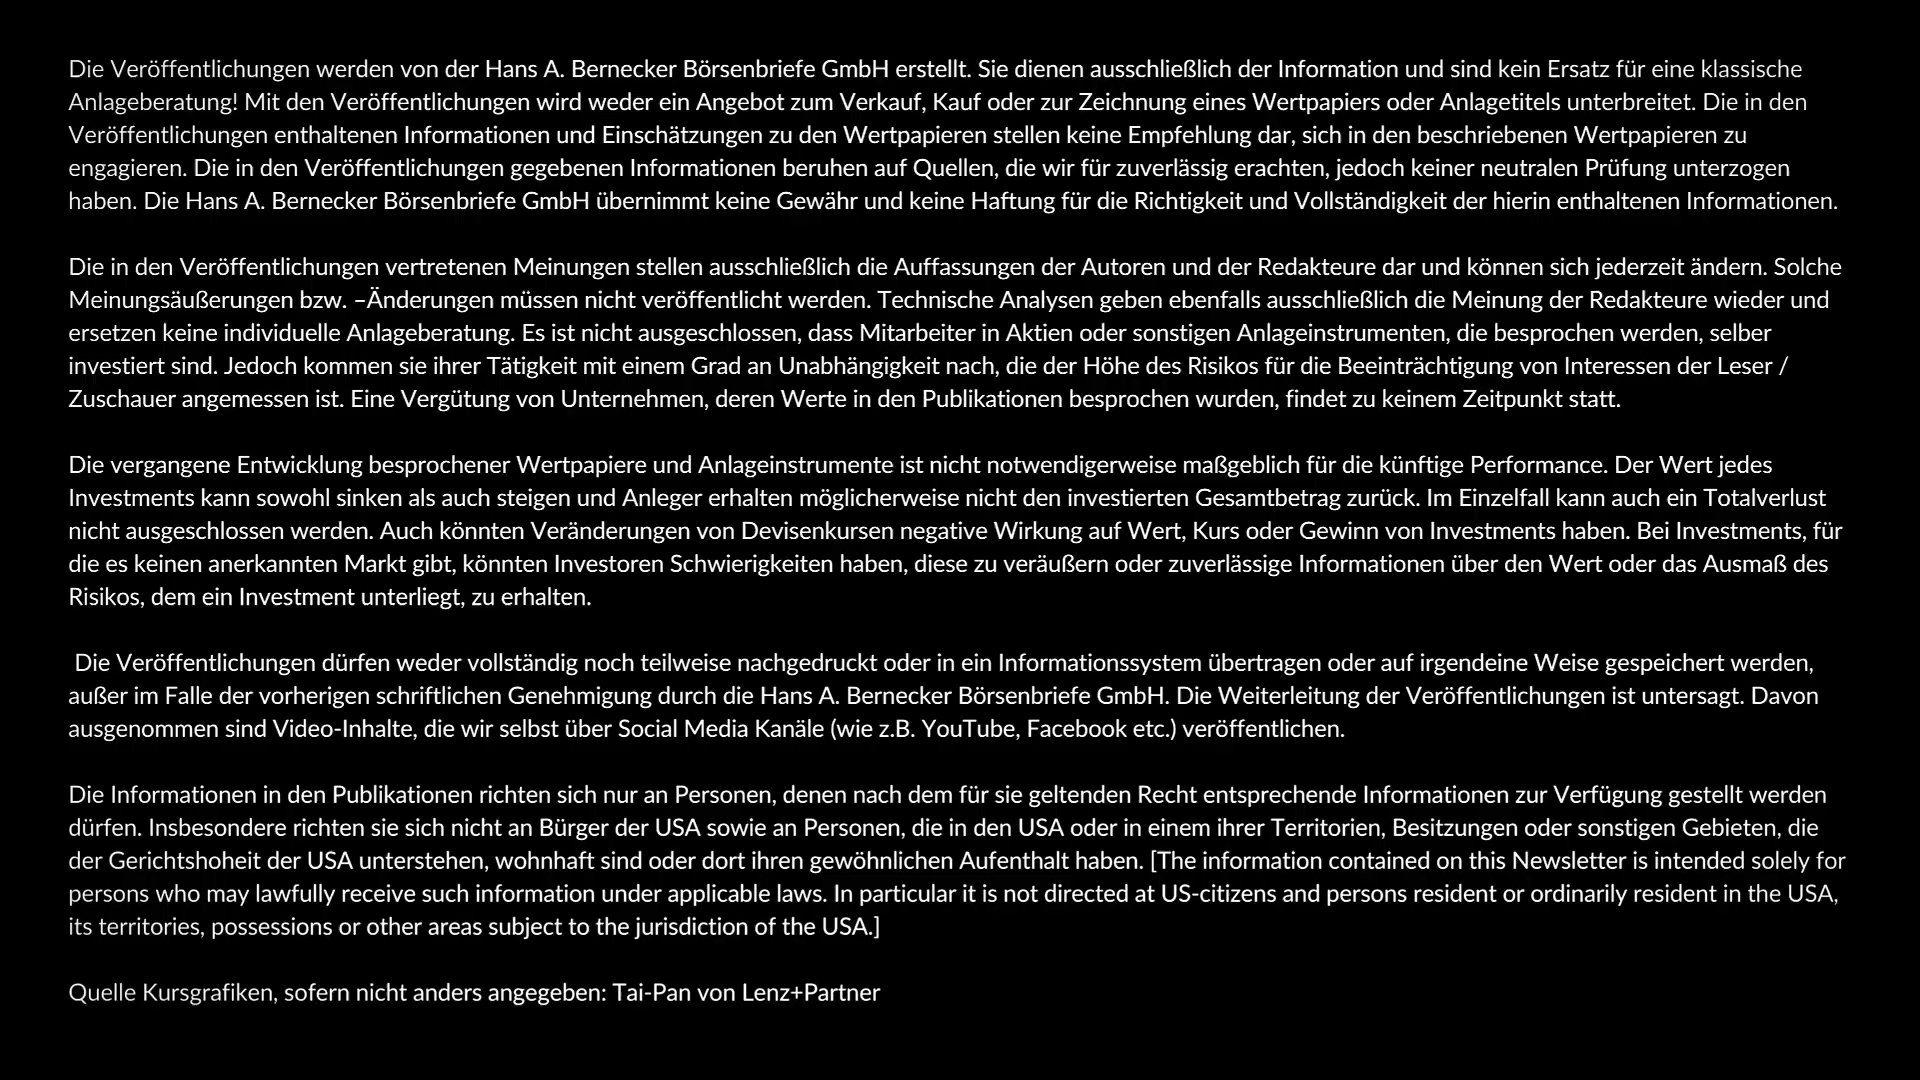 Die Veröffentlichungen werden von der Hans A. Bernecker Börsenbriefe GmbH erstellt. Sie dienen ausschließlich der Information und sind kein Ersatz für eine klassische
Anlageberatung! Mit den Veröffentlichungen wird weder ein Angebot zum Verkauf, Kauf oder zur Zeichnung eines Wertpapiers oder Anlagetitels unterbreitet. Die in den
Veröffentlichungen enthaltenen Informationen und Einschätzungen zu den Wertpapieren stellen keine Empfehlung dar, sich in den beschriebenen Wertpapieren zu
engagieren. Die in den Veröffentlichungen gegebenen Informationen beruhen auf Quellen, die wir für zuverlässig erachten, jedoch keiner neutralen Prüfung unterzogen
haben. Die Hans A. Bernecker Börsenbriefe GmbH übernimmt keine Gewähr und keine Haftung für die Richtigkeit und Vollständigkeit der hierin enthaltenen Informationen.
Die in den Veröffentlichungen vertretenen Meinungen stellen ausschließlich die Auffassungen der Autoren und der Redakteure dar und können sich jederzeit ändern. Solche
Meinungsäußerungen bzw. –Änderungen müssen nicht veröffentlicht werden. Technische Analysen geben ebenfalls ausschließlich die Meinung der Redakteure wieder und
ersetzen keine individuelle Anlageberatung. Es ist nicht ausgeschlossen, dass Mitarbeiter in Aktien oder sonstigen Anlageinstrumenten, die besprochen werden, selber
investiert sind. Jedoch kommen sie ihrer Tätigkeit mit einem Grad an Unabhängigkeit nach, die der Höhe des Risikos für die Beeinträchtigung von Interessen der Leser /
Zuschauer angemessen ist. Eine Vergütung von Unternehmen, deren Werte in den Publikationen besprochen wurden, findet zu keinem Zeitpunkt statt.
Die vergangene Entwicklung besprochener Wertpapiere und Anlageinstrumente ist nicht notwendigerweise maßgeblich für die künftige Performance. Der Wert jedes
Investments kann sowohl sinken als auch steigen und Anleger erhalten möglicherweise nicht den investierten Gesamtbetrag zurück. Im Einzelfall kann auch ein Totalverlust
nicht ausgeschlossen werden. Auch könnten Veränderungen von Devisenkursen negative Wirkung auf Wert, Kurs oder Gewinn von Investments haben. Bei Investments, für
die es keinen anerkannten Markt gibt, könnten Investoren Schwierigkeiten haben, diese zu veräußern oder zuverlässige Informationen über den Wert oder das Ausmaß des
Risikos, dem ein Investment unterliegt, zu erhalten.
Die Veröffentlichungen dürfen weder vollständig noch teilweise nachgedruckt oder in ein Informationssystem übertragen oder auf irgendeine Weise gespeichert werden,
außer im Falle der vorherigen schriftlichen Genehmigung durch die Hans A. Bernecker Börsenbriefe GmbH. Die Weiterleitung der Veröffentlichungen ist untersagt. Davon
ausgenommen sind Video-Inhalte, die wir selbst über Social Media Kanäle (wie z.B. YouTube, Facebook etc.) veröffentlichen.
Die Informationen in den Publikationen richten sich nur an Personen, denen nach dem für sie geltenden Recht entsprechende Informationen zur Verfügung gestellt werden
dürfen. Insbesondere richten sie sich nicht an Bürger der USA sowie an Personen, die in den USA oder in einem ihrer Territorien, Besitzungen oder sonstigen Gebieten, die
der Gerichtshoheit der USA unterstehen, wohnhaft sind oder dort ihren gewöhnlichen Aufenthalt haben. [The information contained on this Newsletter is intended solely for
persons who may lawfully receive such information under applicable laws. In particular it is not directed at US-citizens and persons resident or ordinarily resident in the USA,
its territories, possessions or other areas subject to the jurisdiction of the USA.]
Quelle Kursgrafiken, sofern nicht anders angegeben: Tai-Pan von Lenz+Partner